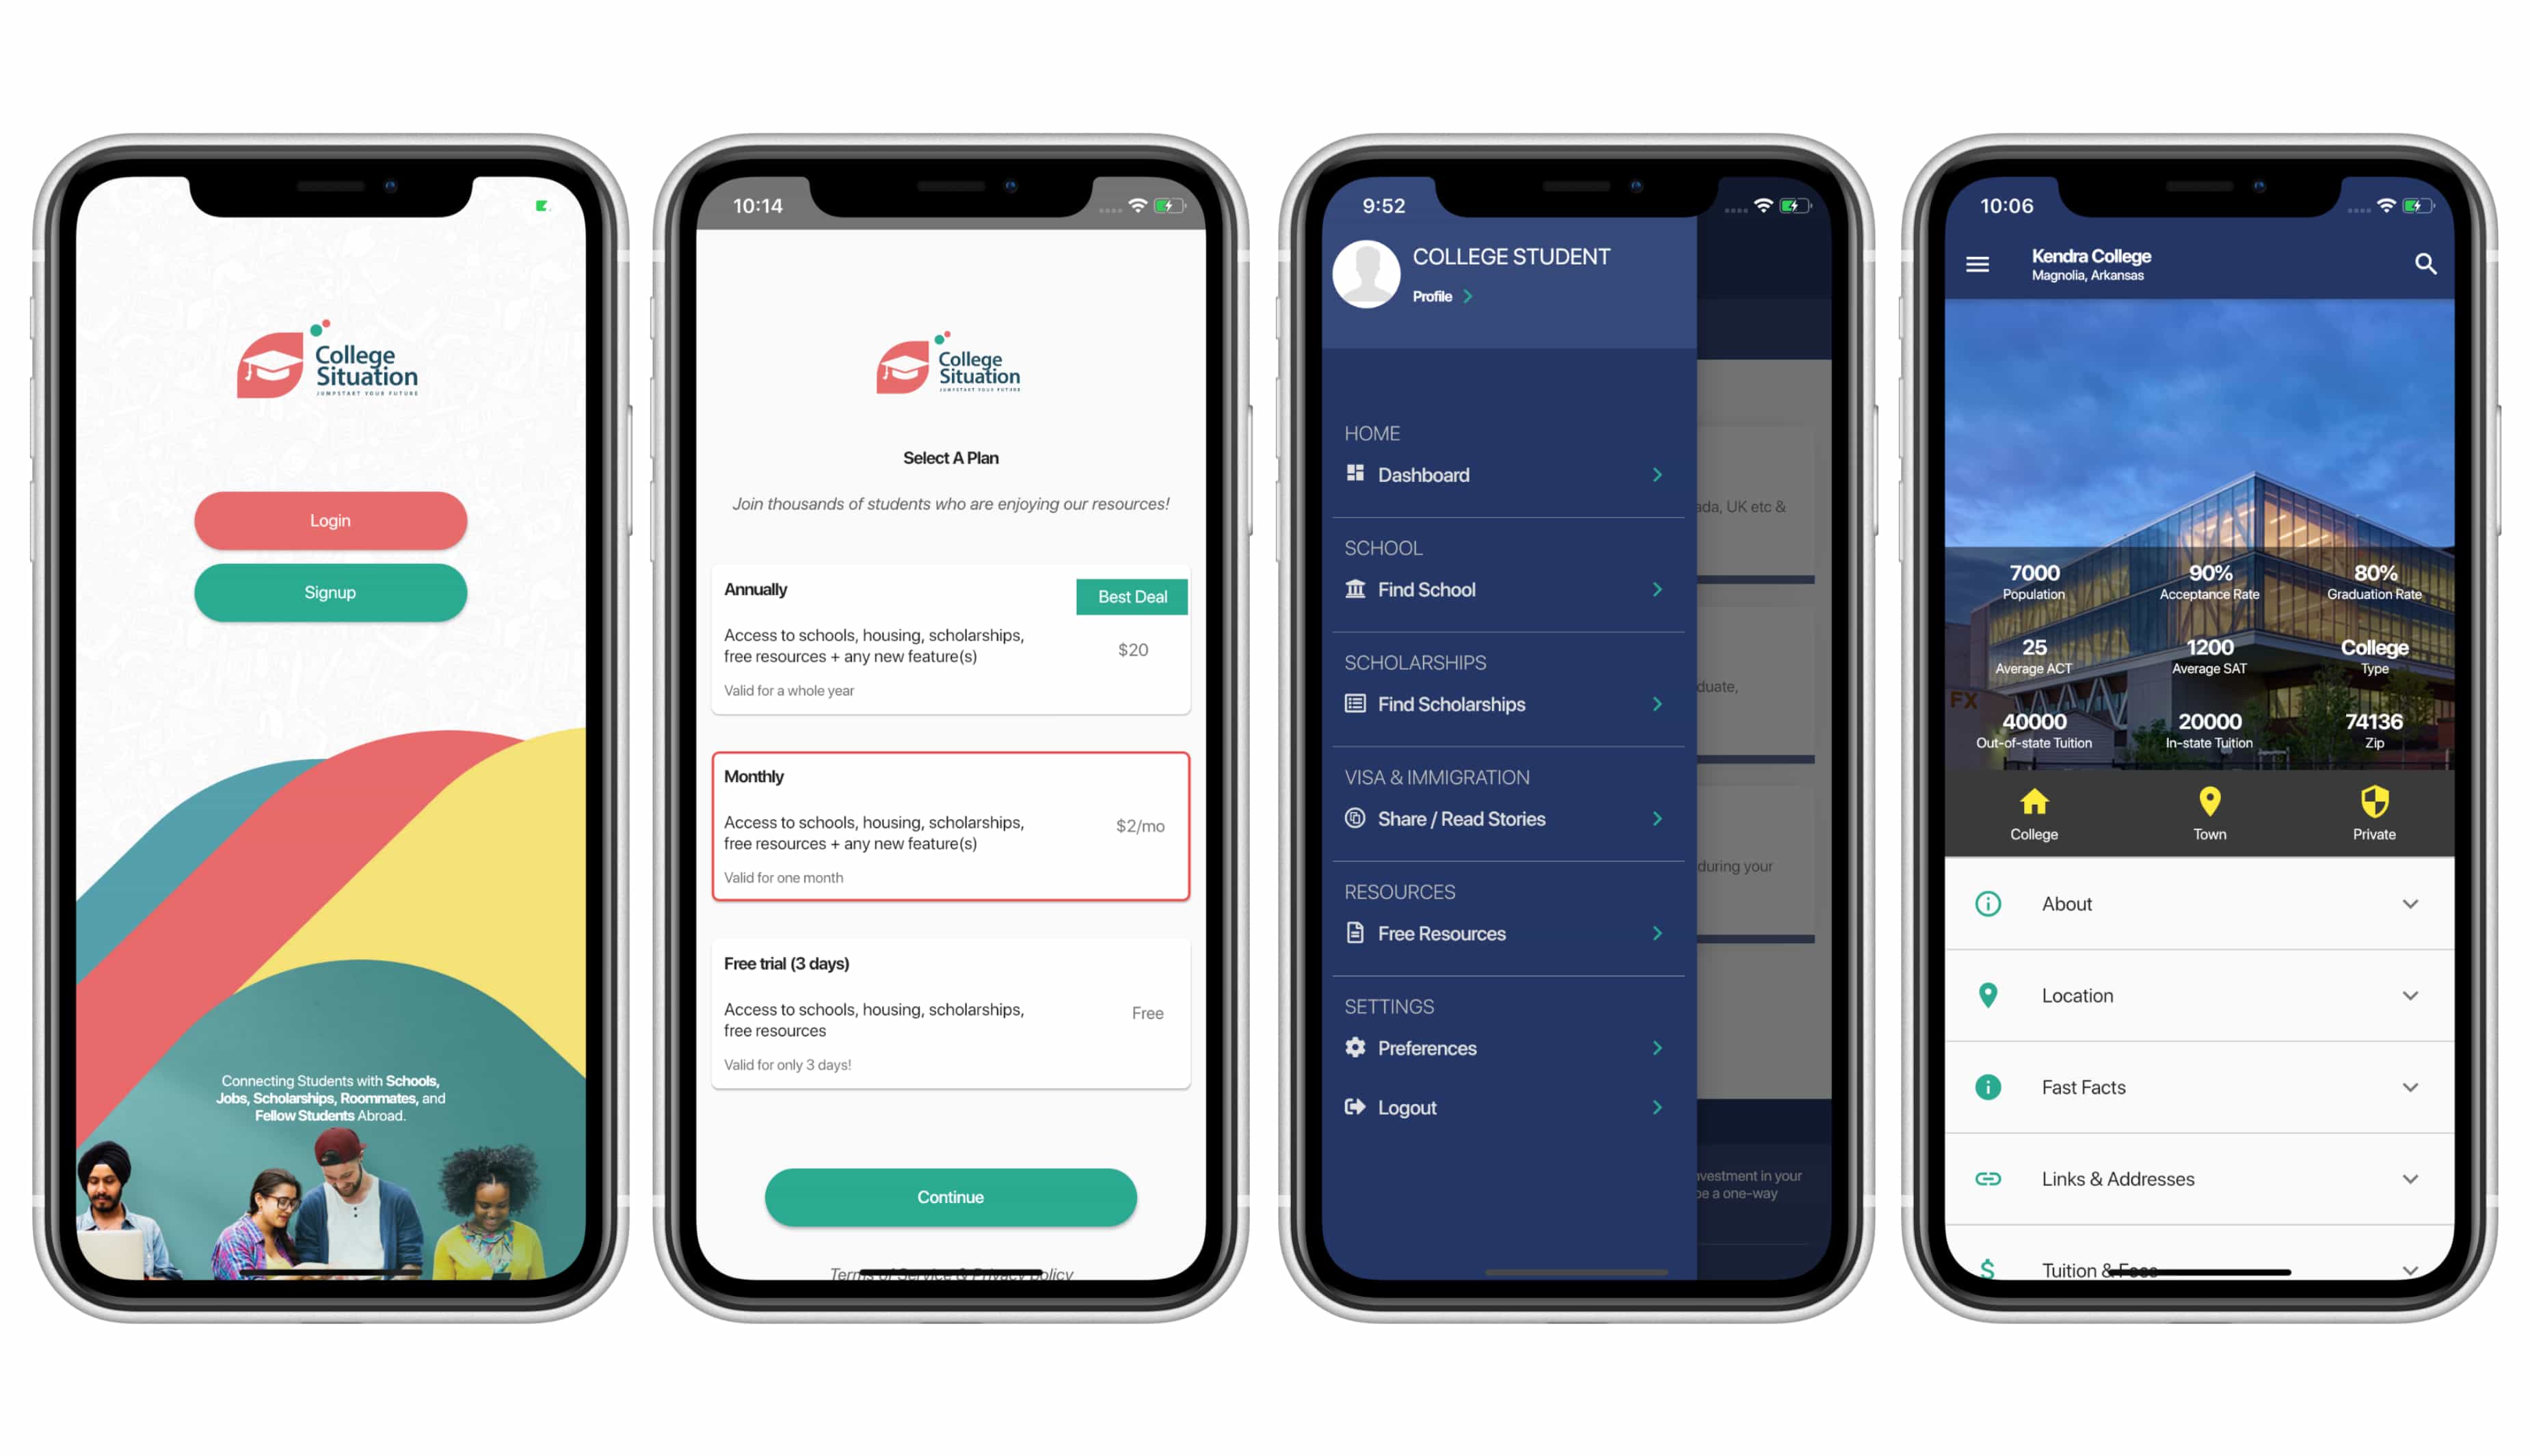 College
Situation
JUMPSTART YOUR FUTURE
Login
Signup
Connecting Students with Schools,
Jobs, Scholarships, Roommates, and
Fellow Students Abroad.
10:14
College
Situation
JUMPSTART YOUR FUTURE
Select A Plan
Join thousands of students who are enjoying our resources!
Annually
Best Deal
Access to schools, housing, scholarships,
free resources + any new feature(s)
$20
Valid for a whole year
Monthly
Access to schools, housing, scholarships,
free resources + any new feature(s)
$2/mo
Valid for one month
Free trial (3 days)
Access to schools, housing, scholarships,
free resources
Free
Valid for only 3 days!
Continue
Terms of Service & Privacy policy
9:52
COLLEGE STUDENT
Profile
HOME
Dashboard
SCHOOL
Find School
SCHOLARSHIPS
Find Scholarships
VISA & IMMIGRATION
Share / Read Stories
RESOURCES
Free Resources
SETTINGS
Preferences
Logout
ada, UK etc &
duate,
during your
nvestment in your
be a one-way
10:06
Kendra College
Magnolia, Arkansas
7000 90% 80%
Population Acceptance Rate Graduation Rate
25 1200 College
Average ACT Average SAT Type
FX
40000 20000 74136
Out-of-state Tuition In-state Tuition Zip
College Town Private
About
Location
Fast Facts
Links & Addresses
Tuition & Fees